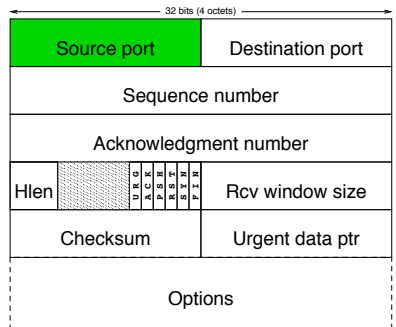 32 bits (4 octets)
Source port
Destination port
Sequence number
Acknowledgment number
Hlen
URG
ACK
PSH
RST
SYN
FIN
Rcv window size
Checksum
Urgent data ptr
Options